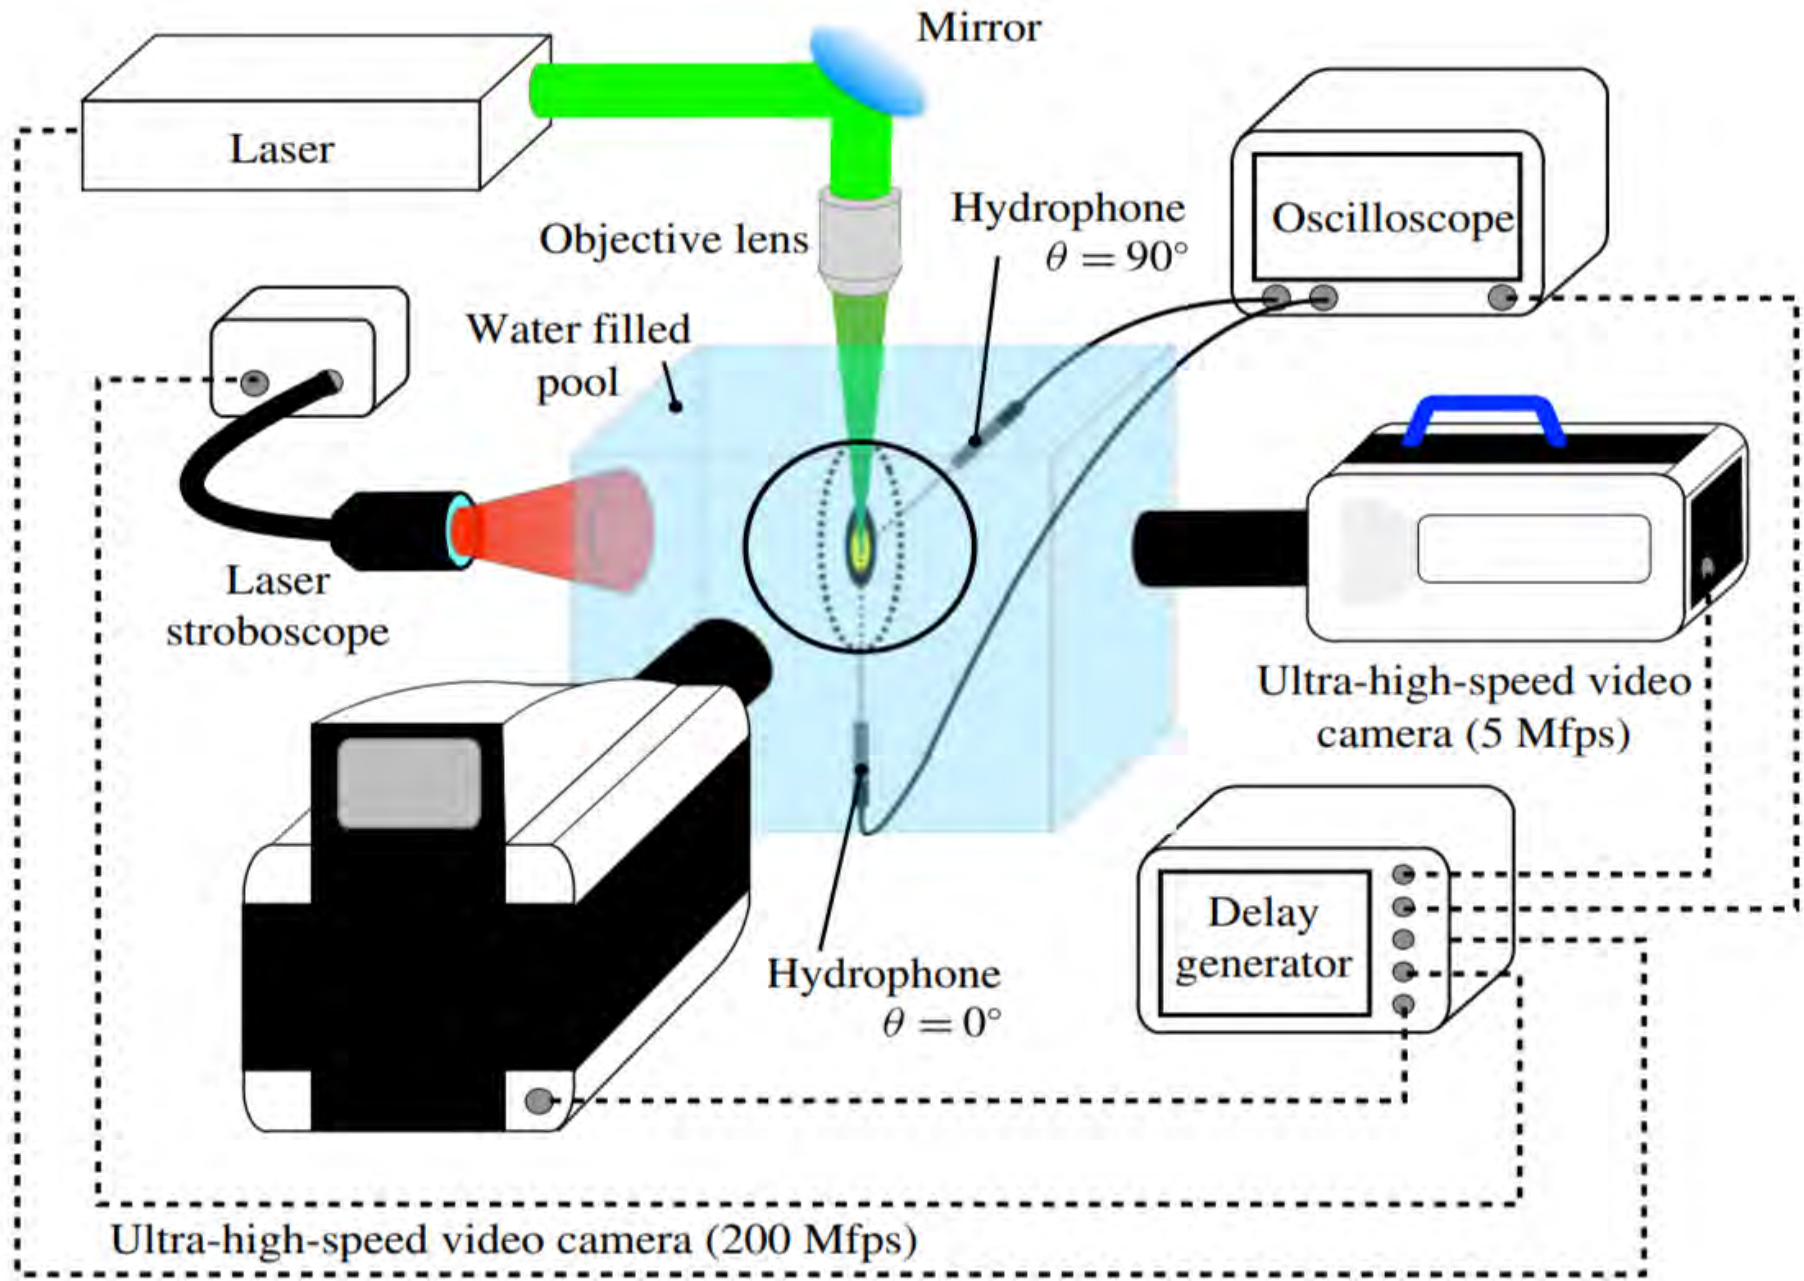 Mirror
Laser
Hydrophone
θ = 90°
Oscilloscope
Objective lens
Water filled
pool
Laser
stroboscope
Ultra-high-speed video
camera (5 Mfps)
Delay
generator
Hydrophone
θ = 0°
Ultra-high-speed video camera (200 Mfps)